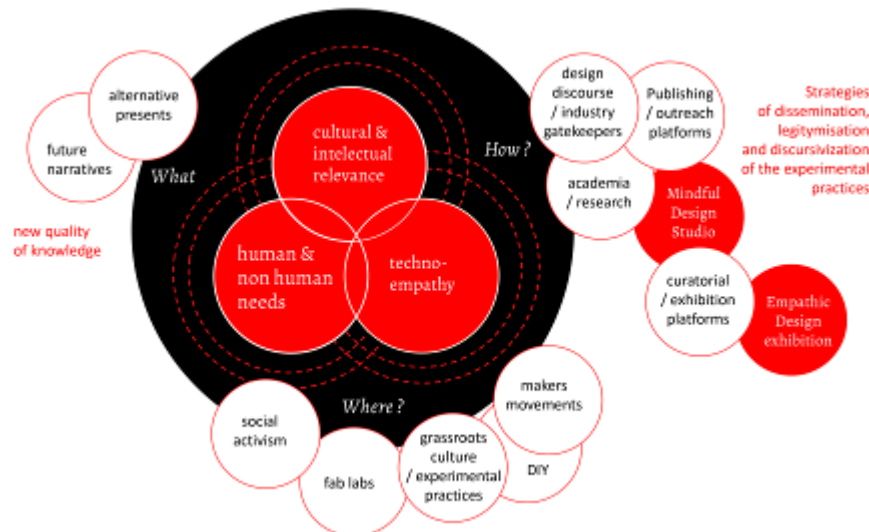 alternative
presents
future
narratives
What
new quality
of knowledge
cultural &
intelectual
relevance
human &
non human
needs
techno-
empathy
How ?
design
discourse
/ industry
gatekeepers
Publishing
/ outreach
platforms
academia
/ research
Strategies
of dissemination,
legitymisation
and discursivization
of the experimental
practices
Mindful
Design
Studio
curatorial
/ exhibition
platforms
Empathic
Design
exhibition
Where ?
social
activism
fab labs
grassroots
culture
/ experimental
practices
makers
movements
DIY